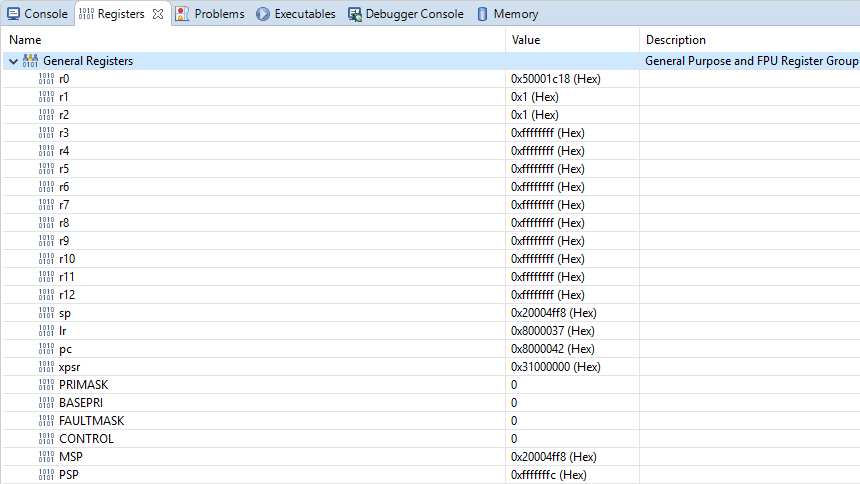 Console Registers Problems Executables Debugger Console Memory
Name Value Description
General Registers General Purpose and FPU Register Group
r0 0x50001c18 (Hex)
r1 0x1 (Hex)
r2 0x1 (Hex)
r3 0xffffffff (Hex)
r4 0xffffffff (Hex)
r5 0xffffffff (Hex)
r6 0xffffffff (Hex)
r7 0xffffffff (Hex)
r8 0xffffffff (Hex)
r9 0xffffffff (Hex)
r10 0xffffffff (Hex)
r11 0xffffffff (Hex)
r12 0xffffffff (Hex)
sp 0x20004ff8 (Hex)
lr 0x8000037 (Hex)
pc 0x8000042 (Hex)
xpsr 0x31000000 (Hex)
PRIMASK 0
BASEPRI 0
FAULTMASK 0
CONTROL 0
MSP 0x20004ff8 (Hex)
PSP 0xfffffffc (Hex)